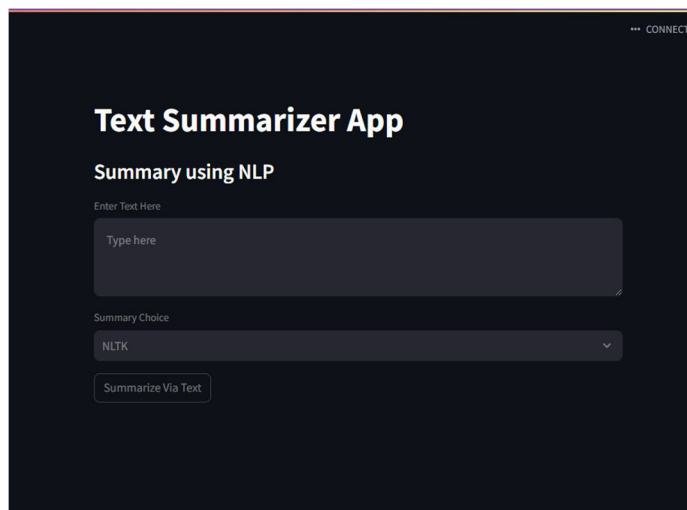 ••• CONNECT
Text Summarizer App
Summary using NLP
Enter Text Here
Type here
Summary Choice
NLTK
Summarize Via Text